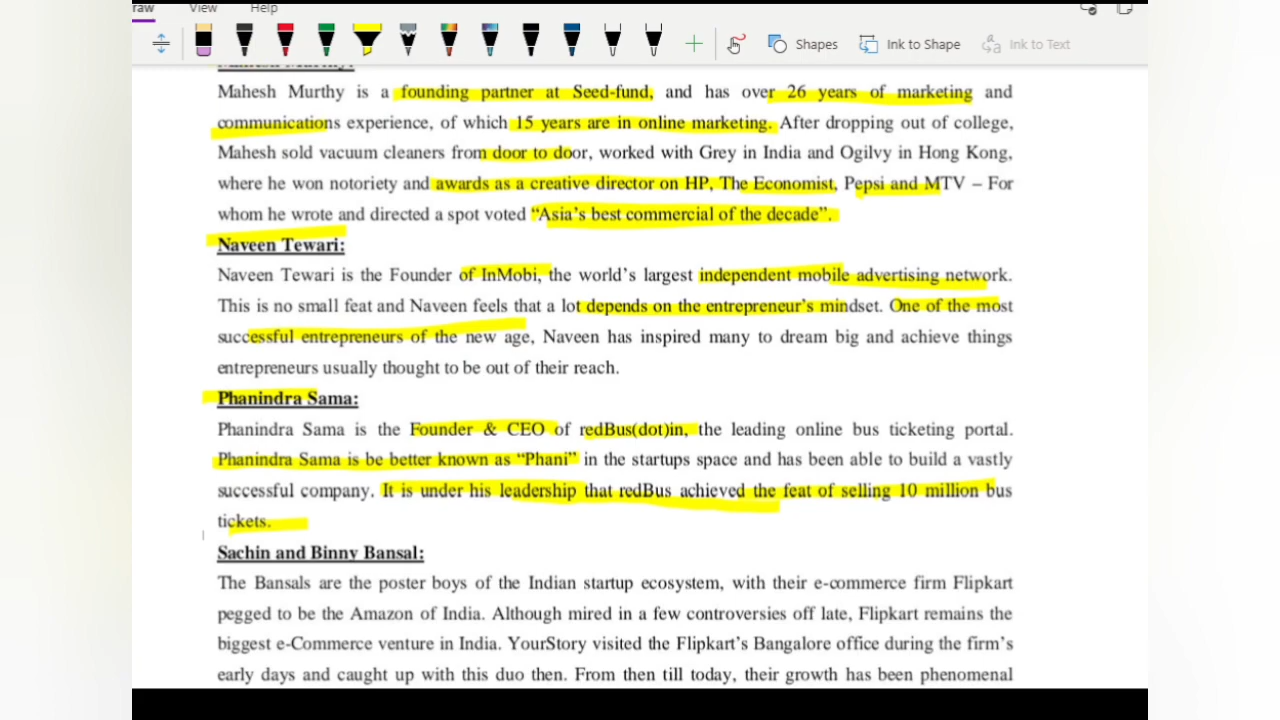 raw View Help
Shapes Ink to Shape Ink to Text
Mahesh Murthy:
Mahesh Murthy is a founding partner at Seed-fund, and has over 26 years of marketing and
communications experience, of which 15 years are in online marketing. After dropping out of college,
Mahesh sold vacuum cleaners from door to door, worked with Grey in India and Ogilvy in Hong Kong,
where he won notoriety and awards as a creative director on HP, The Economist, Pepsi and MTV – For
whom he wrote and directed a spot voted “Asia’s best commercial of the decade”.
Naveen Tewari:
Naveen Tewari is the Founder of InMobi, the world’s largest independent mobile advertising network.
This is no small feat and Naveen feels that a lot depends on the entrepreneur’s mindset. One of the most
successful entrepreneurs of the new age, Naveen has inspired many to dream big and achieve things
entrepreneurs usually thought to be out of their reach.
Phanindra Sama:
Phanindra Sama is the Founder & CEO of redBus(dot)in, the leading online bus ticketing portal.
Phanindra Sama is be better known as “Phani” in the startups space and has been able to build a vastly
successful company. It is under his leadership that redBus achieved the feat of selling 10 million bus
tickets.
Sachin and Binny Bansal:
The Bansals are the poster boys of the Indian startup ecosystem, with their e-commerce firm Flipkart
pegged to be the Amazon of India. Although mired in a few controversies off late, Flipkart remains the
biggest e-Commerce venture in India. YourStory visited the Flipkart’s Bangalore office during the firm’s
early days and caught up with this duo then. From then till today, their growth has been phenomenal